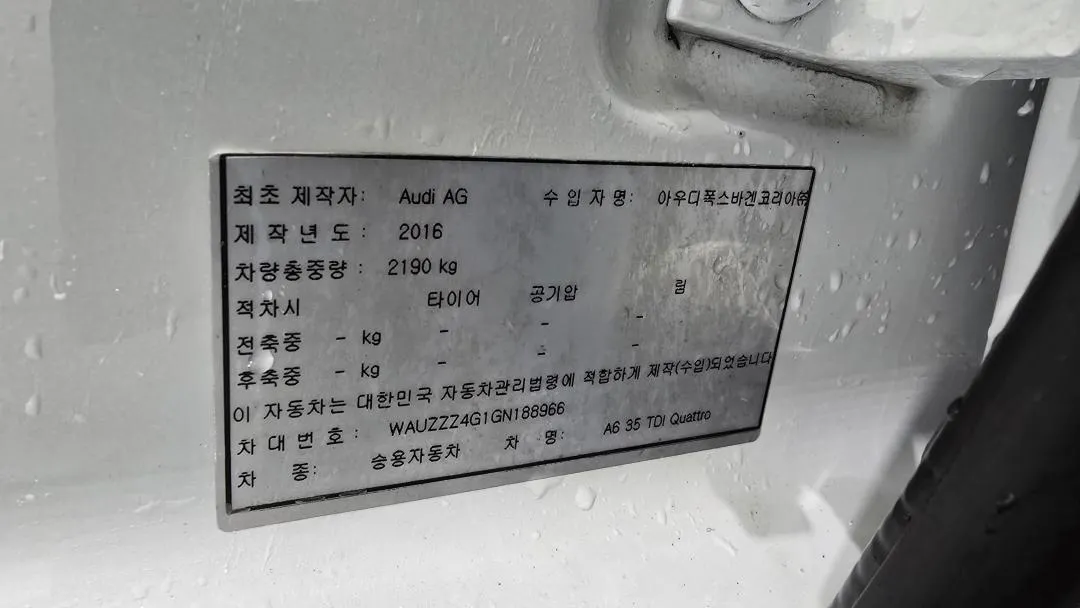 최초 제작자: Audi AG 수 입 자 명: 아우디폭스바겐코리아㈜
제 작 년 도 : 2016
차량총중량 : 2190 kg
적차시 타이어 공기압 림
전축중 - kg - - -
후축중 - kg - - -
이 자동차는 대한민국 자동차관리법령에 적합하게 제작(수입)되었습니다
차 대 번 호 : WAUZZZ4G1GN188966
차 종: 승용자동차 차 명: A6 35 TDI Quattro